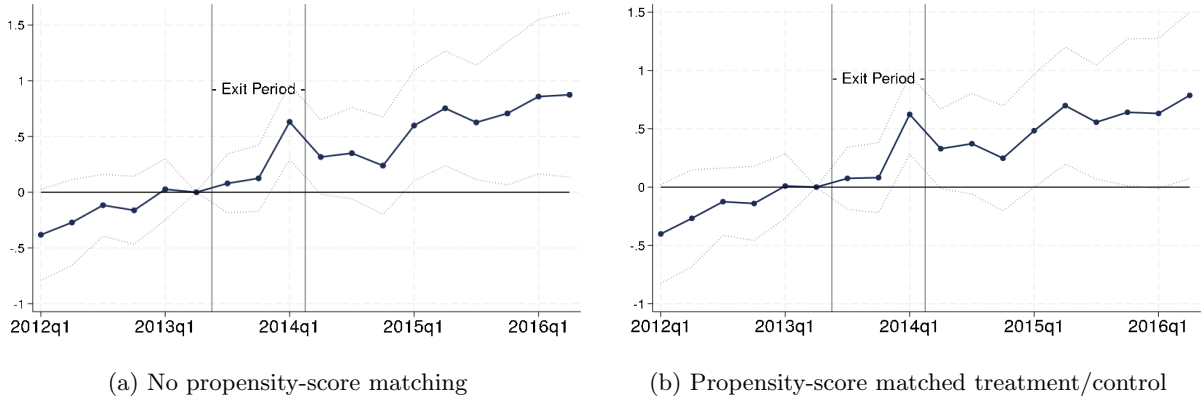 1.5
1
.5
0
-.5
-1
Exit Period
2012q1 2013q1 2014q1 2015q1 2016q1
(a) No propensity-score matching
1.5
1
.5
0
-.5
-1
Exit Period
2012q1 2013q1 2014q1 2015q1 2016q1
(b) Propensity-score matched treatment/control